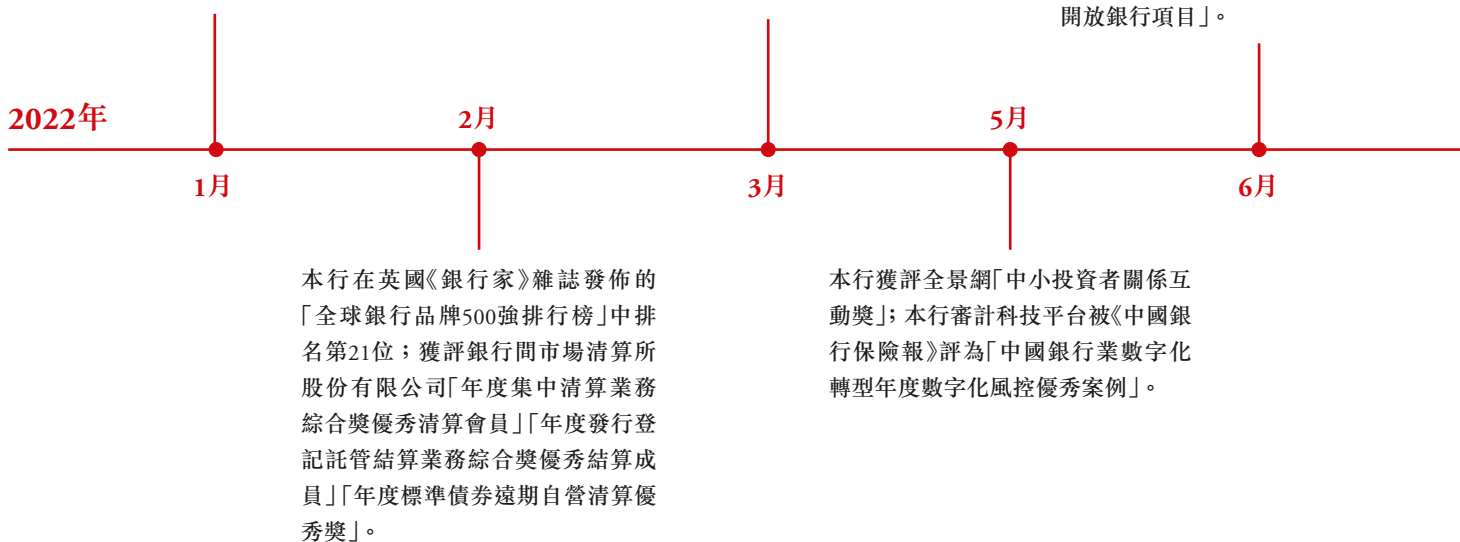 開放銀行項目」。
2022年
2月
5月
1月
3月
6月
本行在英國《銀行家》雜誌發佈的
「全球銀行品牌500強排行榜」中排
名第21位；獲評銀行間市場清算所
股份有限公司「年度集中清算業務
綜合獎優秀清算會員」「年度發行登
記託管結算業務綜合獎優秀結算成
員」「年度標準債券遠期自營清算優
秀獎」。
本行獲評全景網「中小投資者關係互
動獎」；本行審計科技平台被《中國銀
行保險報》評為「中國銀行業數字化
轉型年度數字化風控優秀案例」。